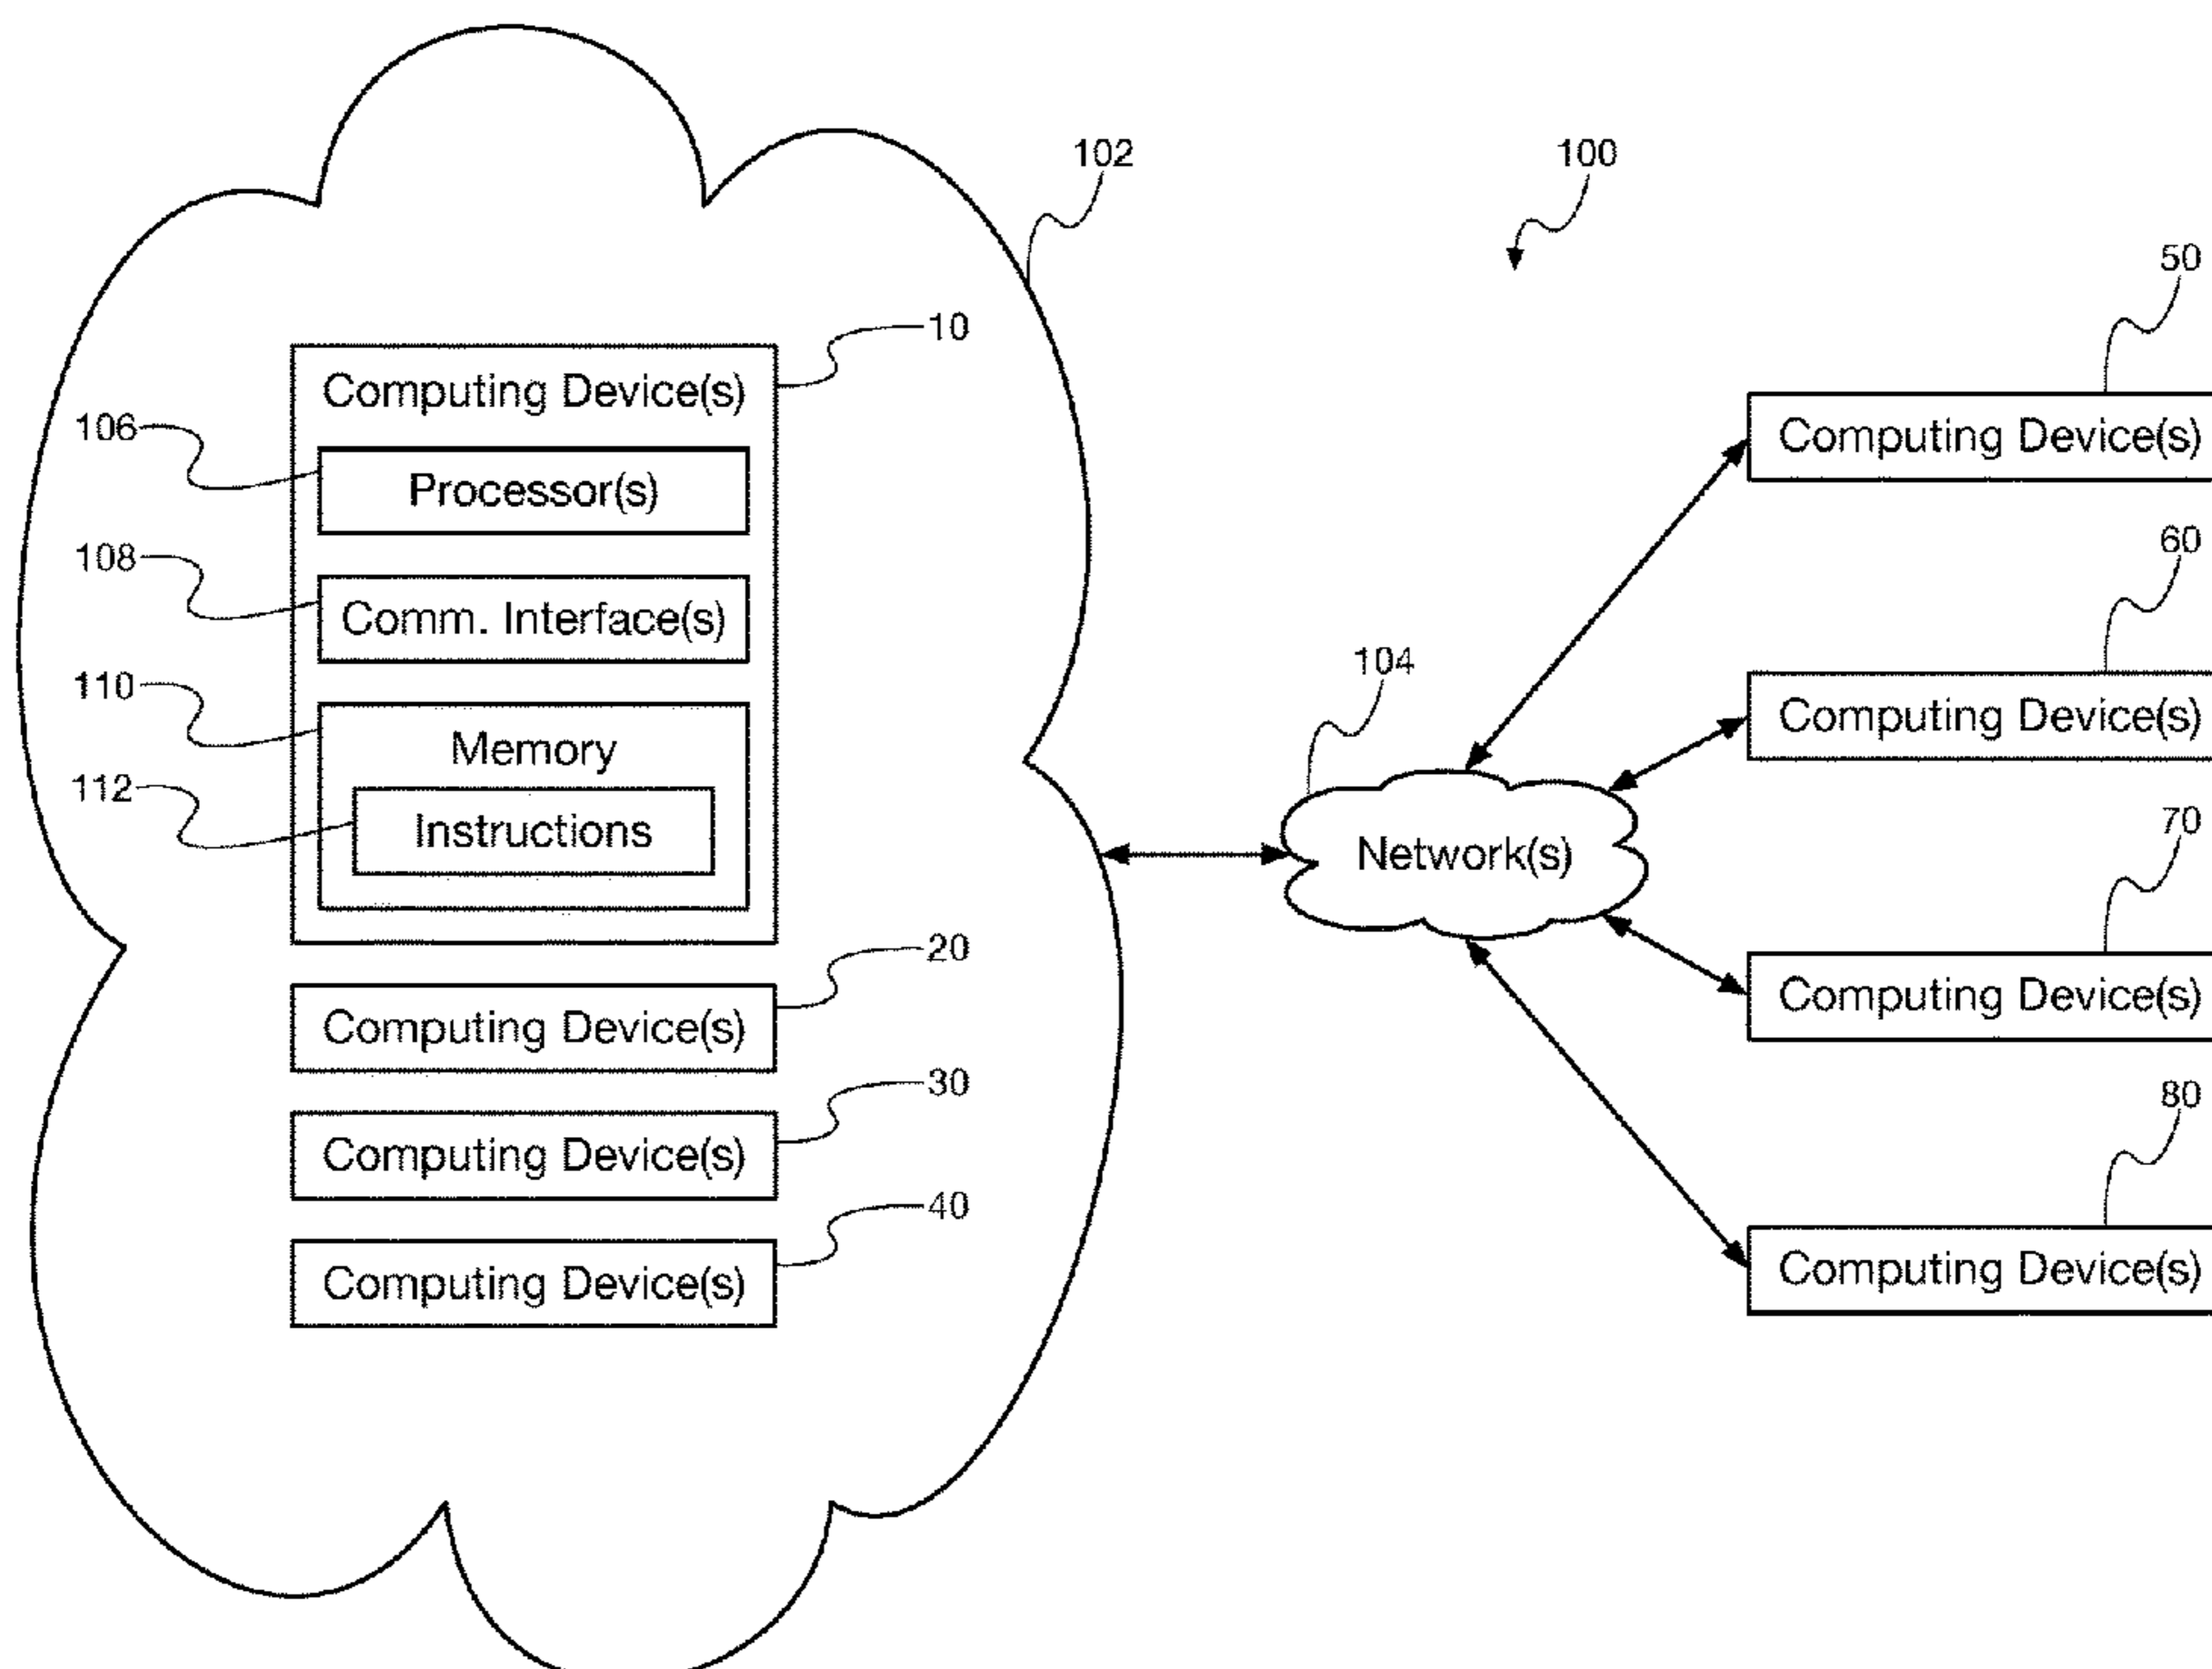 102
100
50
10
Computing Device(s)
106
Processor(s)
Computing Device(s)
108
Comm. Interface(s)
60
110
Memory
104
Computing Device(s)
112
Instructions
Network(s)
70
20
Computing Device(s)
Computing Device(s)
30
Computing Device(s)
80
40
Computing Device(s)
Computing Device(s)